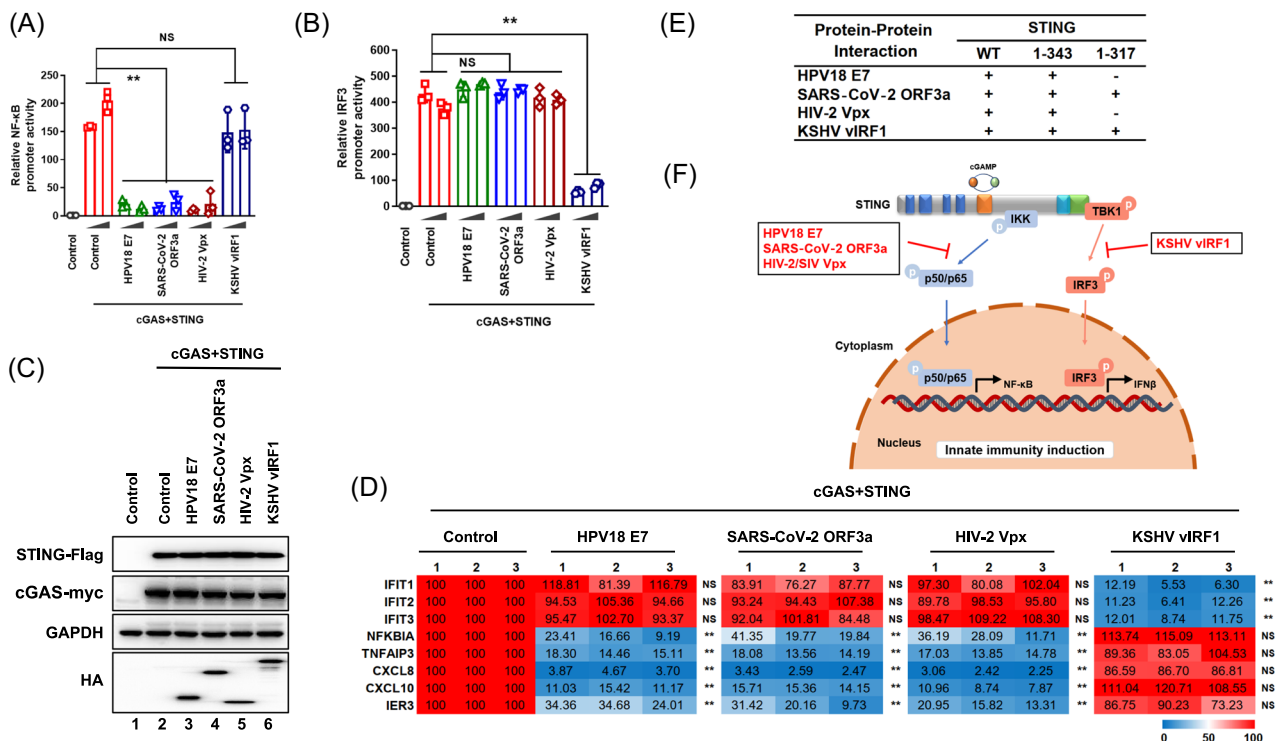 (A)
NS
**
Relative NF-κB
promoter activity
250
200
150
100
50
0
Control
Control
HPV18 E7
SARS-CoV-2
ORF3a
HIV-2 Vpx
KSHV vIRF1
cGAS+STING
(B)
**
NS
Relative IRF3
promoter activity
600
500
400
300
200
100
0
Control
Control
HPV18 E7
SARS-CoV-2
ORF3a
HIV-2 Vpx
KSHV vIRF1
cGAS+STING
(E)
Protein-Protein
Interaction
STING
WT 1-343 1-317
HPV18 E7 + + -
SARS-CoV-2 ORF3a + + +
HIV-2 Vpx + + -
KSHV vIRF1 + + +
(F)
cGAMP
STING
P
IKK
TBK1
P
HPV18 E7
SARS-CoV-2 ORF3a
HIV-2/SIV Vpx
KSHV vIRF1
P
p50/p65
IRF3
P
Cytoplasm
P
p50/p65
NF-κB
IRF3
P
IFNβ
Nucleus
Innate immunity induction
(C)
cGAS+STING
Control
Control
HPV18 E7
SARS-CoV-2 ORF3a
HIV-2 Vpx
KSHV vIRF1
STING-Flag
cGAS-myc
GAPDH
HA
1 2 3 4 5 6
(D)
cGAS+STING
Control HPV18 E7 SARS-CoV-2 ORF3a HIV-2 Vpx KSHV vIRF1
1 2 3 1 2 3 1 2 3 1 2 3 1 2 3
IFIT1 100 100 100 118.81 81.39 116.79 NS 83.91 76.27 87.77 NS 97.30 80.08 102.04 NS 12.19 5.53 6.30 **
IFIT2 100 100 100 94.53 105.36 94.66 NS 93.24 94.43 107.38 NS 89.78 98.53 95.80 NS 11.23 6.41 12.26 **
IFIT3 100 100 100 95.47 102.70 93.37 NS 92.04 101.81 84.48 NS 98.47 109.22 108.30 NS 12.01 8.74 11.75 **
NFKBIA 100 100 100 23.41 16.66 9.19 ** 41.35 19.77 19.84 ** 36.19 28.09 11.71 ** 113.74 115.09 113.11 NS
TNFAIP3 100 100 100 18.30 14.46 15.11 ** 18.08 13.56 14.19 ** 17.03 13.85 14.78 ** 89.36 83.05 104.53 NS
CXCL8 100 100 100 3.87 4.67 3.70 ** 3.43 2.59 2.47 ** 3.06 2.42 2.25 ** 86.59 86.70 86.81 NS
CXCL10 100 100 100 11.03 15.42 11.17 ** 15.71 15.36 14.15 ** 10.96 8.74 7.87 ** 111.04 120.71 108.55 NS
IER3 100 100 100 34.36 34.68 24.01 ** 31.42 20.16 9.73 ** 20.95 15.82 13.31 ** 86.75 90.23 73.23 NS
0 50 100